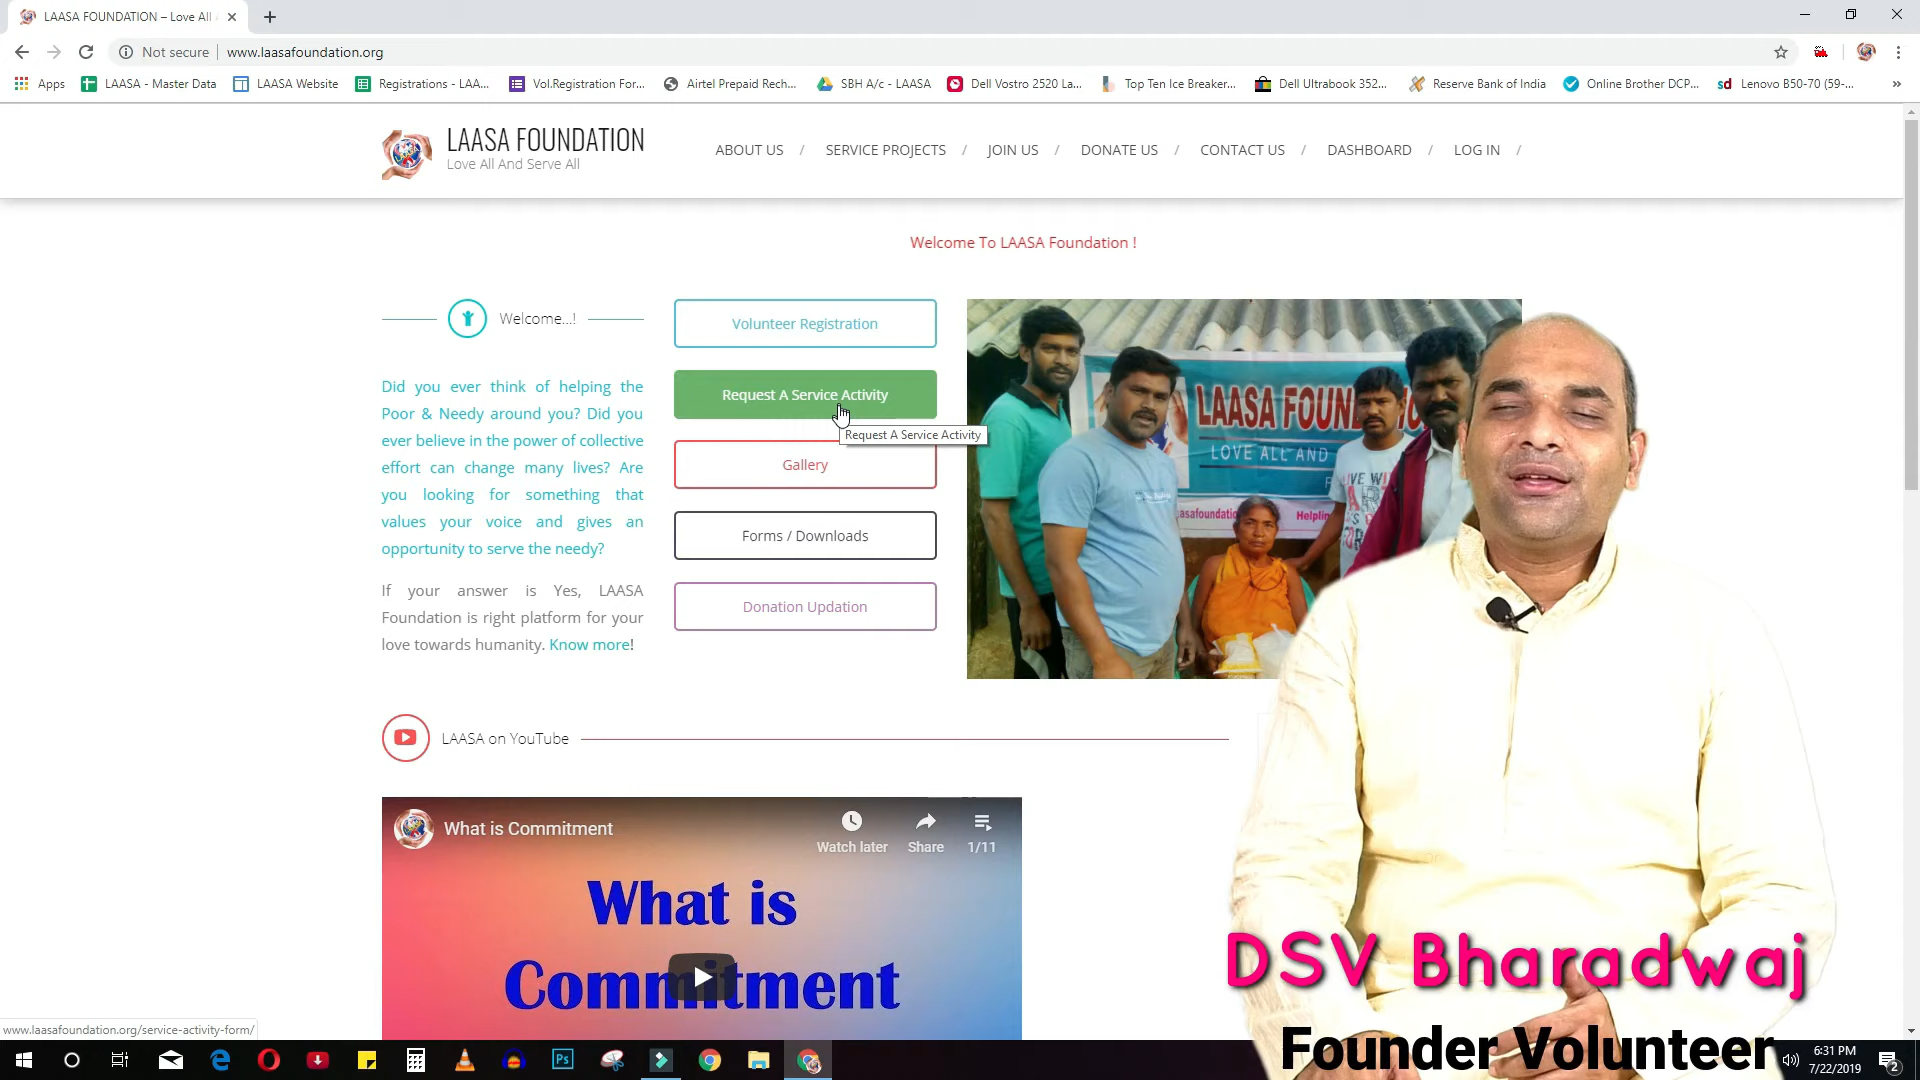 LAASA FOUNDATION – Love All
Not secure
www.laasafoundation.org
Apps
LAASA - Master Data
LAASA Website
Registrations - LAA...
Vol.Registration For...
Airtel Prepaid Rech...
SBH A/c - LAASA
Dell Vostro 2520 La...
Top Ten Ice Breaker...
Dell Ultrabook 352...
Reserve Bank of India
Online Brother DCP...
sd Lenovo B50-70 (59-...
LAASA FOUNDATION
Love All And Serve All
ABOUT US /
SERVICE PROJECTS /
JOIN US /
DONATE US /
CONTACT US /
DASHBOARD /
LOG IN /
Welcome To LAASA Foundation !
Welcome...!
Did you ever think of helping the
Poor & Needy around you? Did you
ever believe in the power of collective
effort can change many lives? Are
you looking for something that
values your voice and gives an
opportunity to serve the needy?
If your answer is Yes, LAASA
Foundation is right platform for your
love towards humanity. Know more!
Volunteer Registration
Request A Service Activity
Request A Service Activity
Gallery
Forms / Downloads
Donation Updation
LAASA FOUN
LOVE ALL AND
asafoundatio
Helpin
LIVE WI
LAASA on YouTube
What is Commitment
Watch later
Share
1/11
What is
Commitment
DSV Bharadwaj
Founder Volunteer
www.laasafoundation.org/service-activity-form/
Ps
6:31 PM
7/22/2019
2